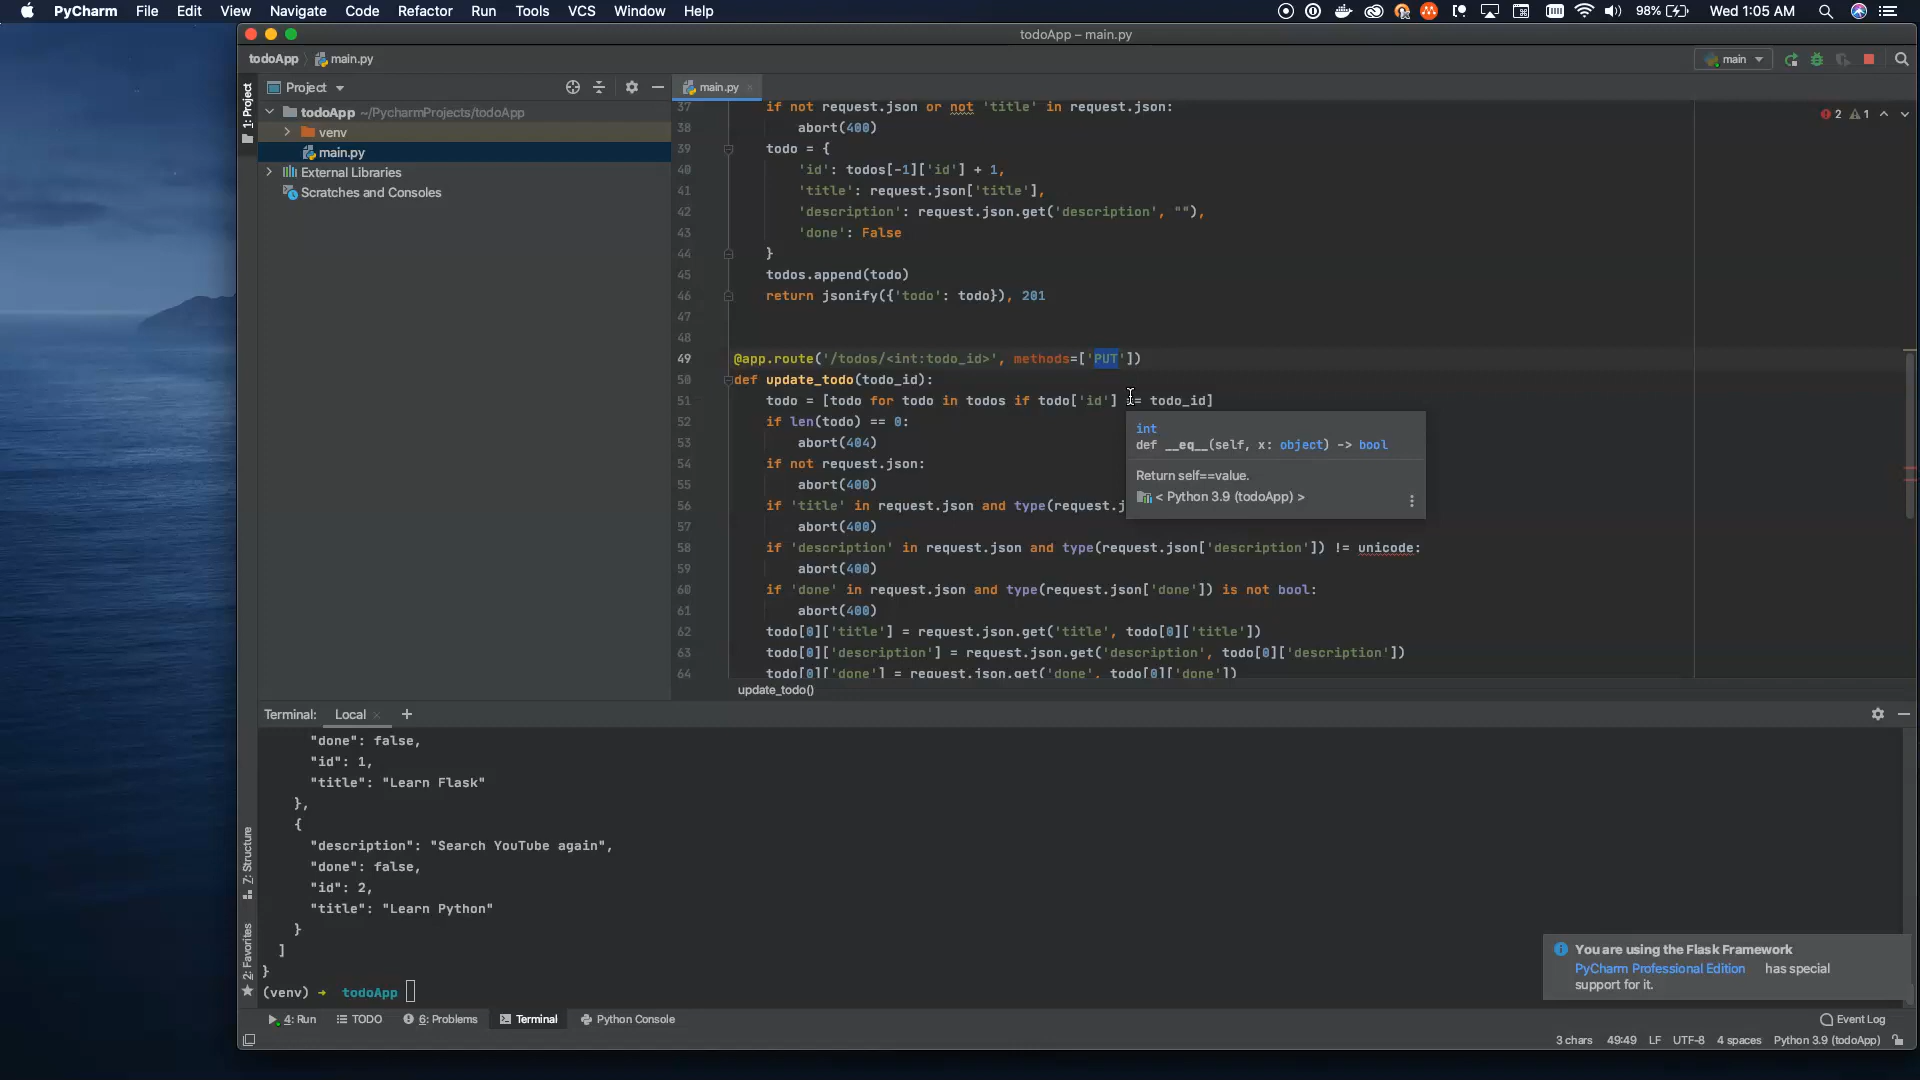 PyCharm File Edit View Navigate Code Refactor Run Tools VCS Window Help
98% Wed 1:05 AM
todoApp – main.py
todoApp main.py
main
1: Project
Project
main.py
todoApp ~/PycharmProjects/todoApp
venv
main.py
External Libraries
Scratches and Consoles
2 1
37 if not request.json or not 'title' in request.json:
38 abort(400)
39 todo = {
40 'id': todos[-1]['id'] + 1,
41 'title': request.json['title'],
42 'description': request.json.get('description', ""),
43 'done': False
44 }
45 todos.append(todo)
46 return jsonify({'todo': todo}), 201
47
48
49 @app.route('/todos/<int:todo_id>', methods=['PUT'])
50 def update_todo(todo_id):
51 todo = [todo for todo in todos if todo['id'] == todo_id]
52 if len(todo) == 0:
53 abort(404)
54 if not request.json:
55 abort(400)
56 if 'title' in request.json and type(request.j
57 abort(400)
58 if 'description' in request.json and type(request.json['description']) != unicode:
59 abort(400)
60 if 'done' in request.json and type(request.json['done']) is not bool:
61 abort(400)
62 todo[0]['title'] = request.json.get('title', todo[0]['title'])
63 todo[0]['description'] = request.json.get('description', todo[0]['description'])
64 todo[0]['done'] = request.json.get('done', todo[0]['done'])
int
def __eq__(self, x: object) -> bool
Return self==value.
< Python 3.9 (todoApp) >
update_todo()
Terminal: Local +
"done": false,
"id": 1,
"title": "Learn Flask"
},
{
"description": "Search YouTube again",
"done": false,
"id": 2,
"title": "Learn Python"
}
]
}
(venv) → todoApp
7: Structure
2: Favorites
You are using the Flask Framework
PyCharm Professional Edition has special
support for it.
4: Run TODO 6: Problems Terminal Python Console
Event Log
3 chars 49:49 LF UTF-8 4 spaces Python 3.9 (todoApp)